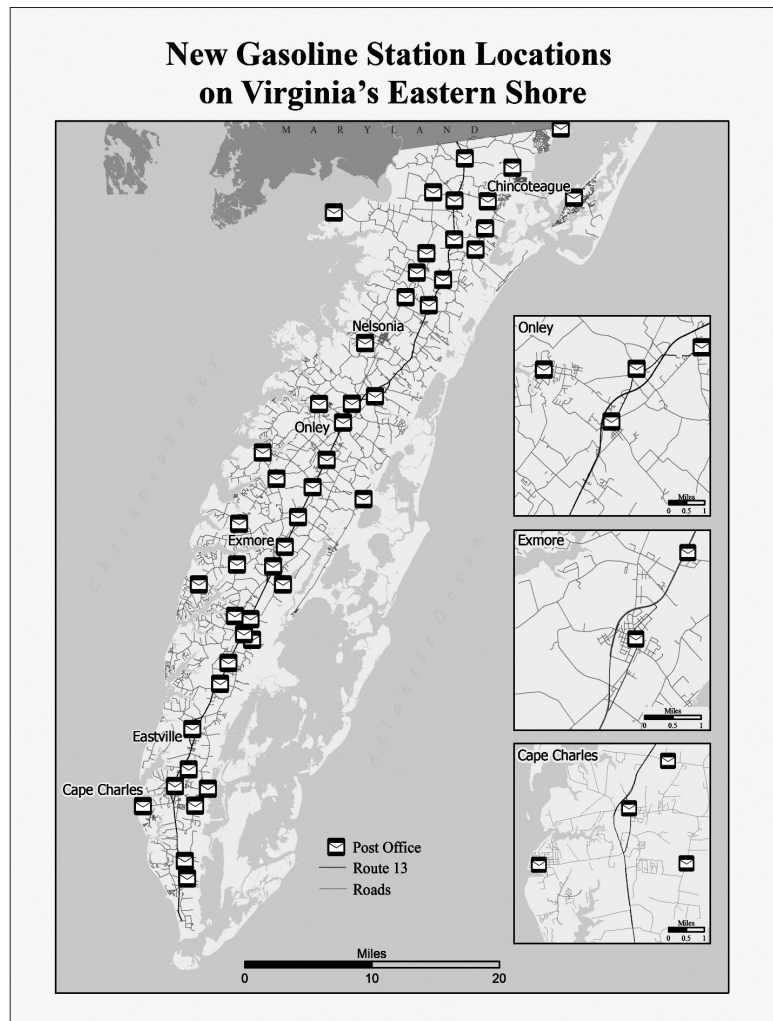 New Gasoline Station Locations
on Virginia's Eastern Shore
MARYLAND
Chincoteague
Nelsonia
Onley
Chesapeake Bay
Exmore
Atlantic Ocean
Eastville
Cape Charles
Post Office
Route 13
Roads
Miles
0 10 20
Onley
Miles
0 0.5 1
Exmore
Miles
0 0.5 1
Cape Charles
Miles
0 0.5 1